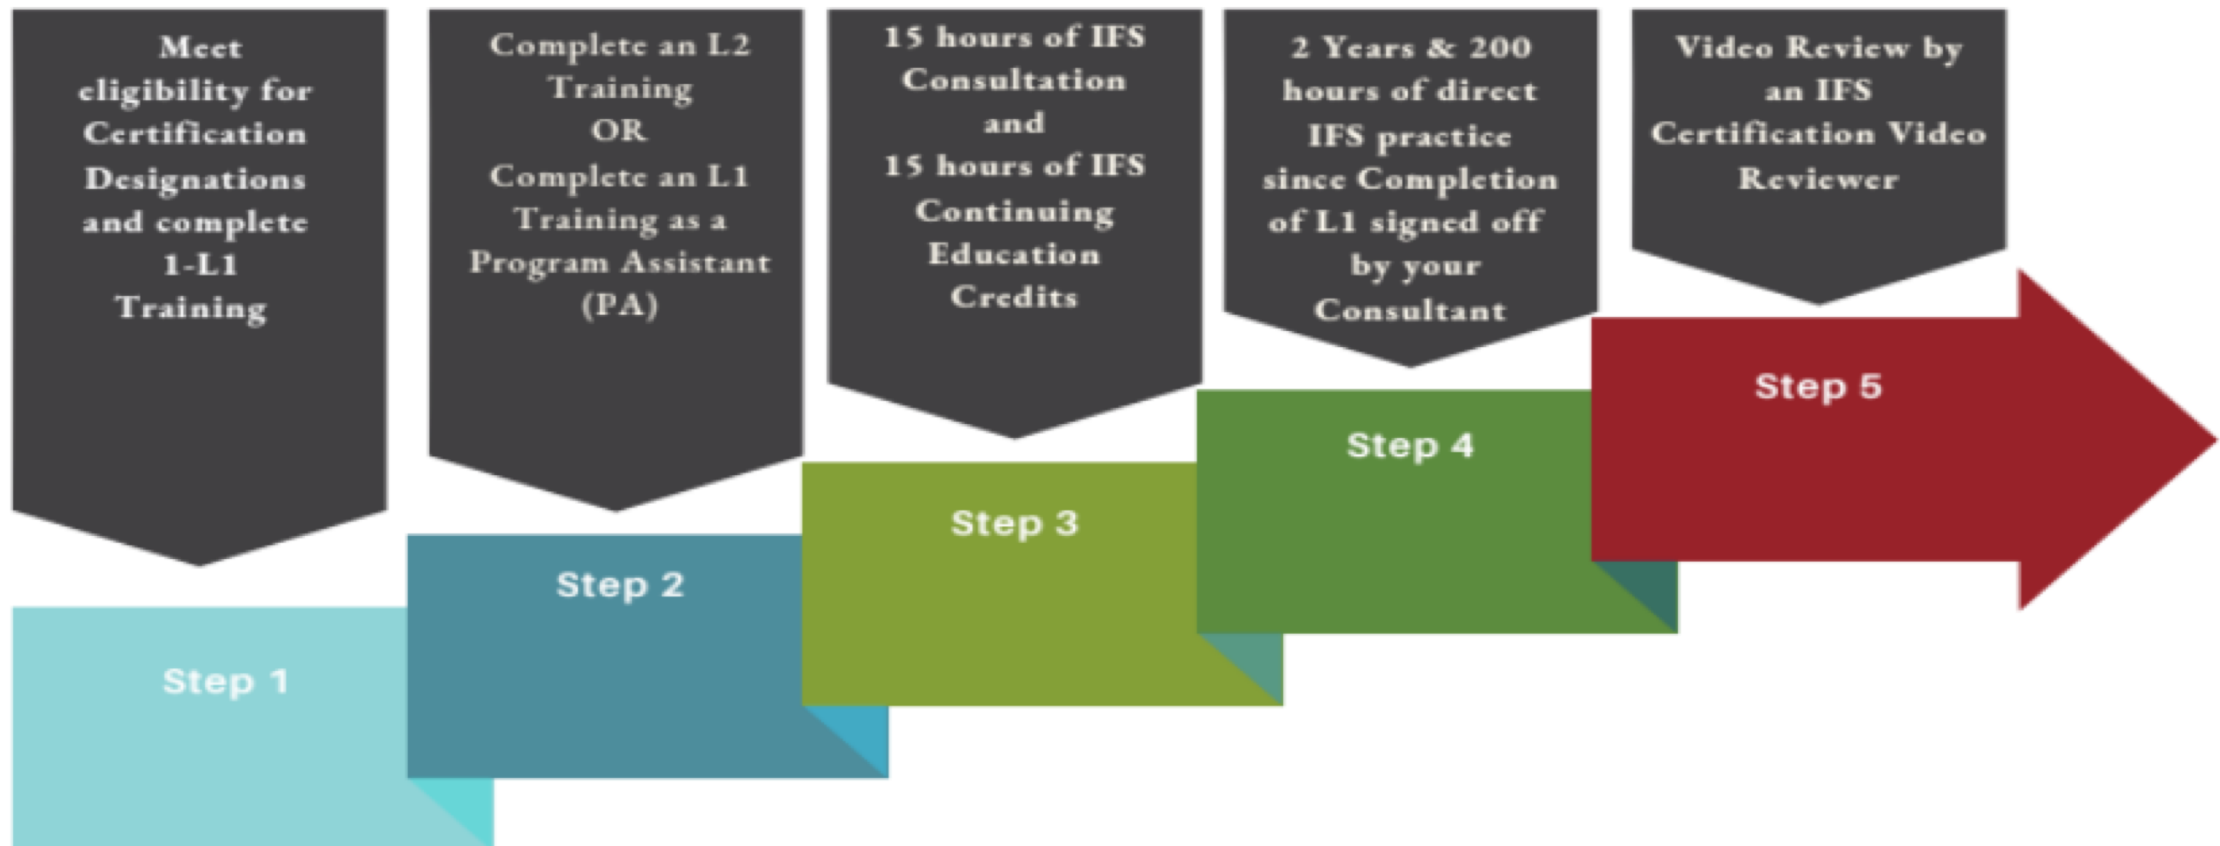 Meet
eligibility for
Certification
Designations
and complete
1-L1
Training
Complete an L2
Training
OR
Complete an L1
Training as a
Program Assistant
(PA)
15 hours of IFS
Consultation
and
15 hours of IFS
Continuing
Education
Credits
2 Years & 200
hours of direct
IFS practice
since Completion
of L1 signed off
by your
Consultant
Video Review by
an IFS
Certification Video
Reviewer
Step 1
Step 2
Step 3
Step 4
Step 5